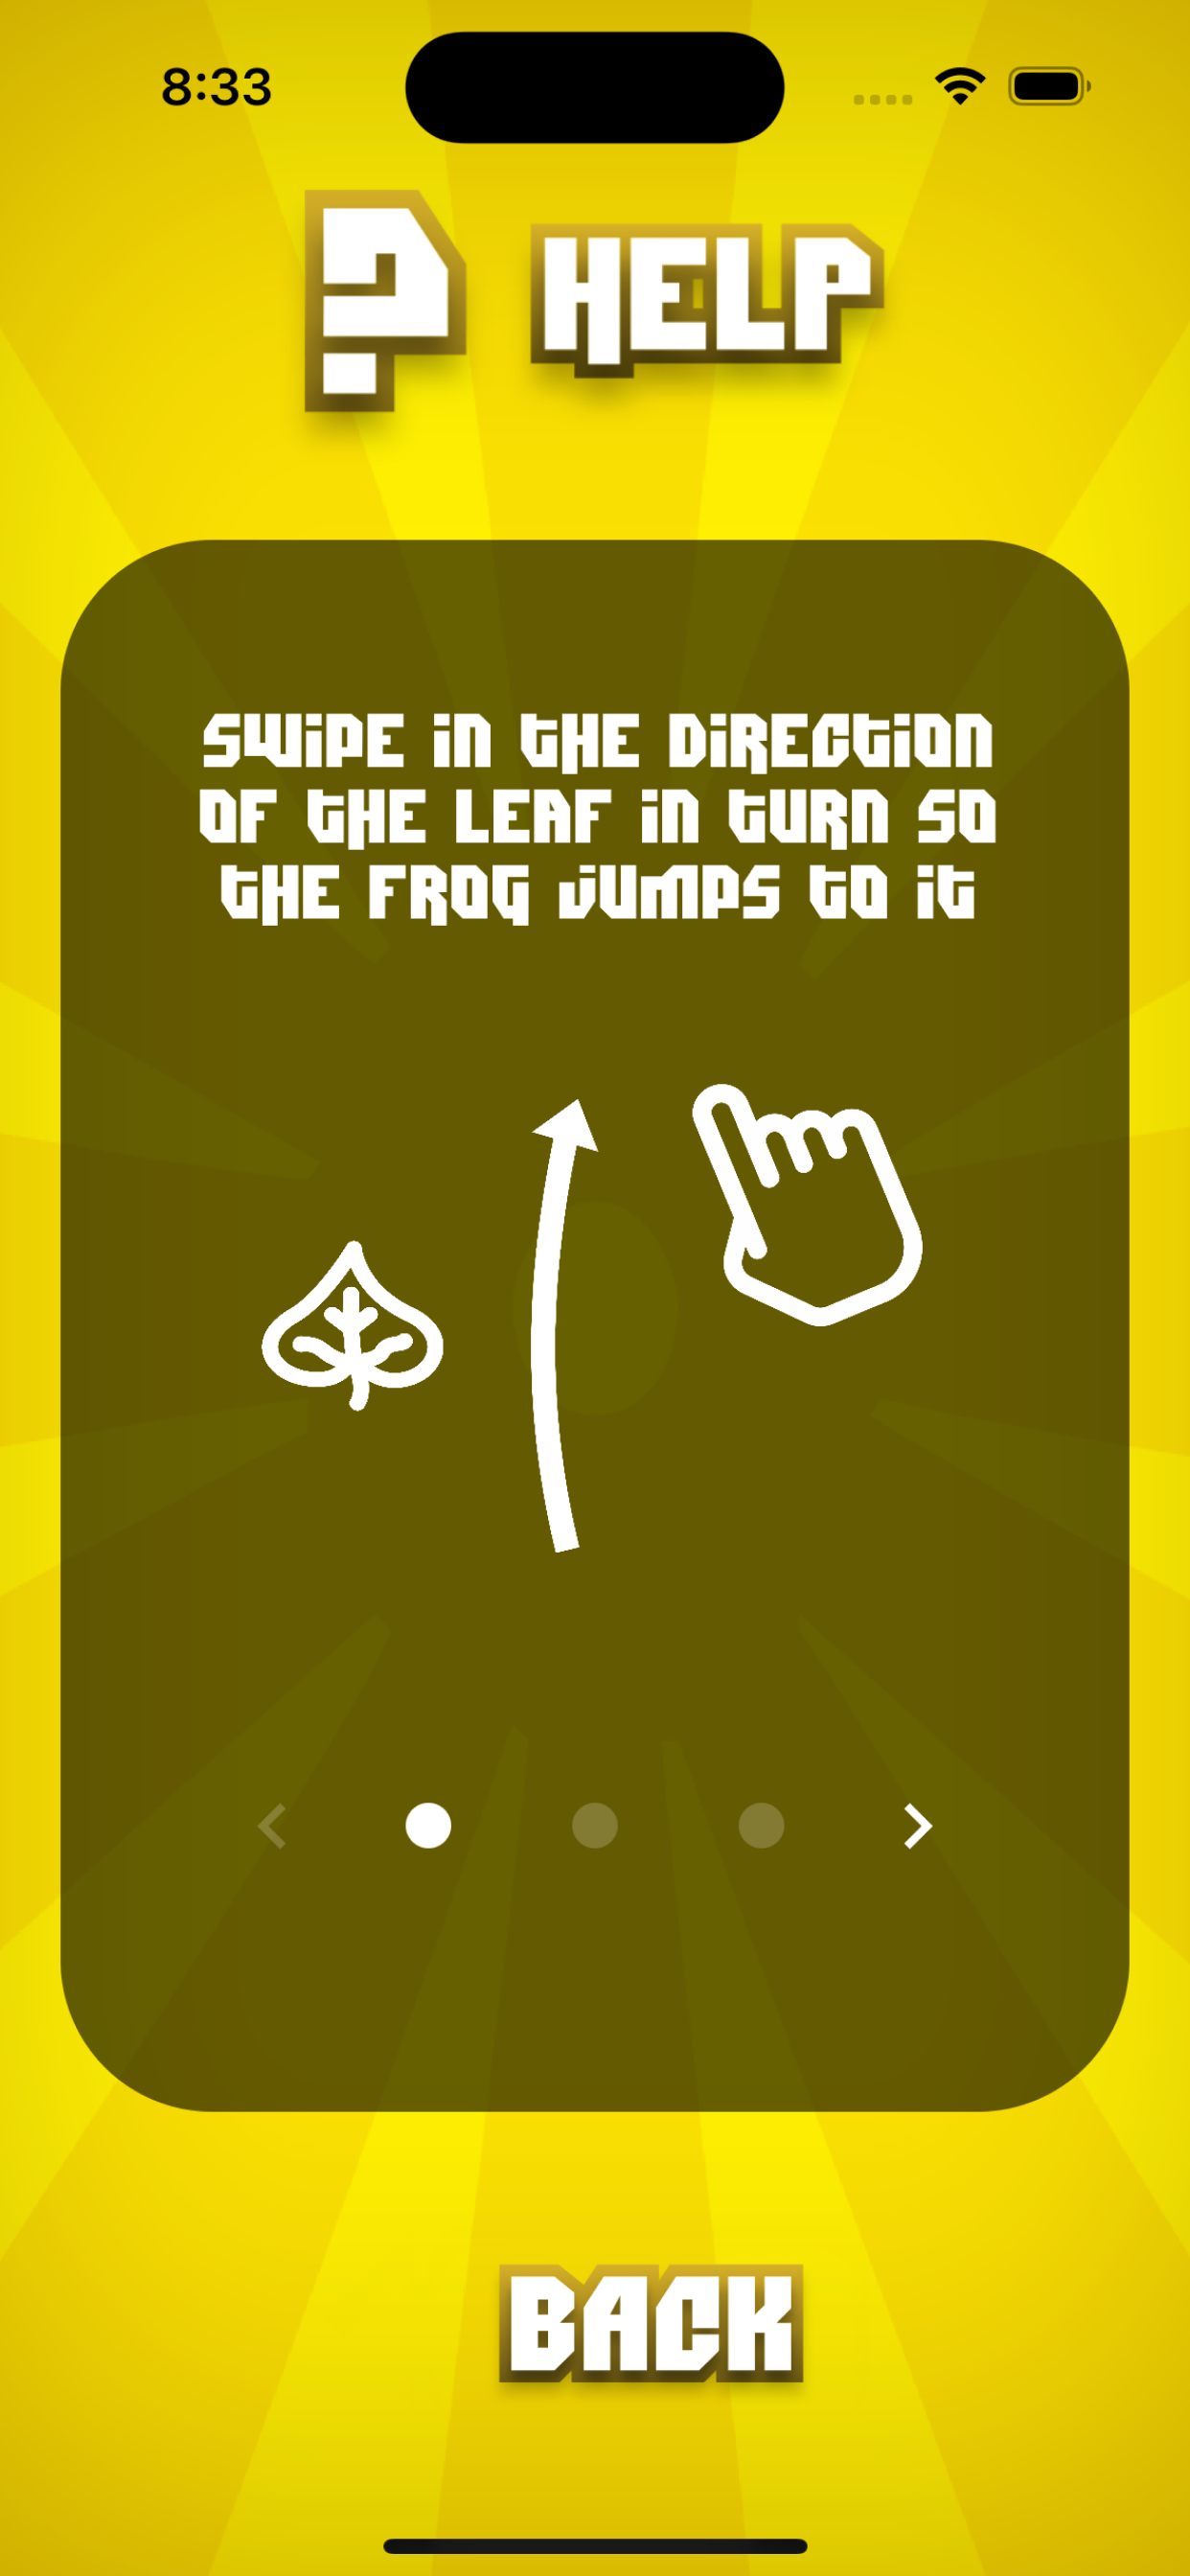 8:33
? HELP
SWIPE IN THE DIRECTION
OF THE LEAF IN TURN SO
THE FROG JUMPS TO IT
BACK